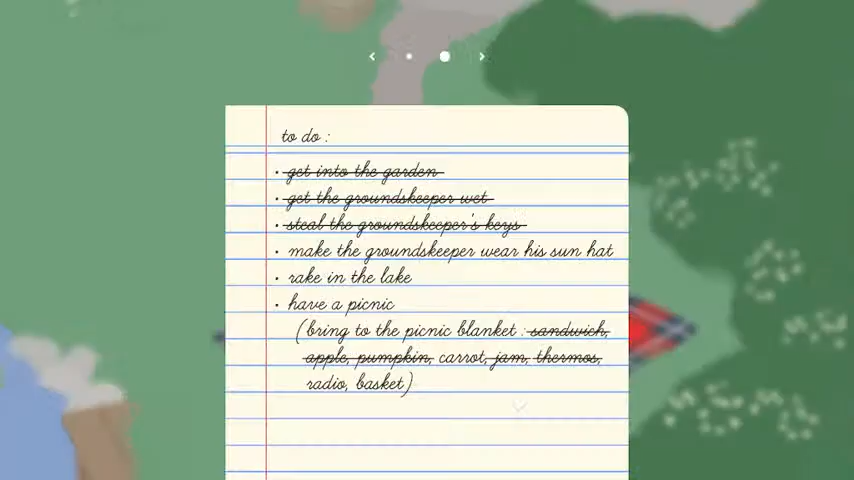 to do :
· get into the garden
· get the groundskeeper wet
· steal the groundskeeper's keys
· make the groundskeeper wear his sun hat
· rake in the lake
· have a picnic
(bring to the picnic blanket : sandwich,
apple, pumpkin, carrot, jam, thermos,
radio, basket)